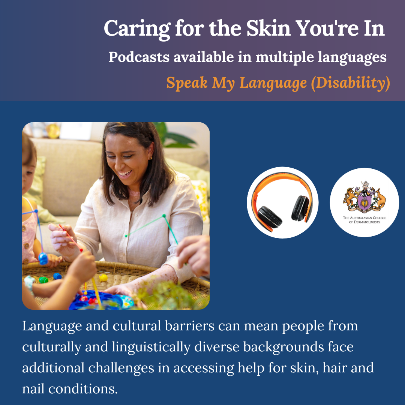 Caring for the Skin You're In
Podcasts available in multiple languages
Speak My Language (Disability)
The Australasian College
of Dermatologists
Language and cultural barriers can mean people from
culturally and linguistically diverse backgrounds face
additional challenges in accessing help for skin, hair and
nail conditions.